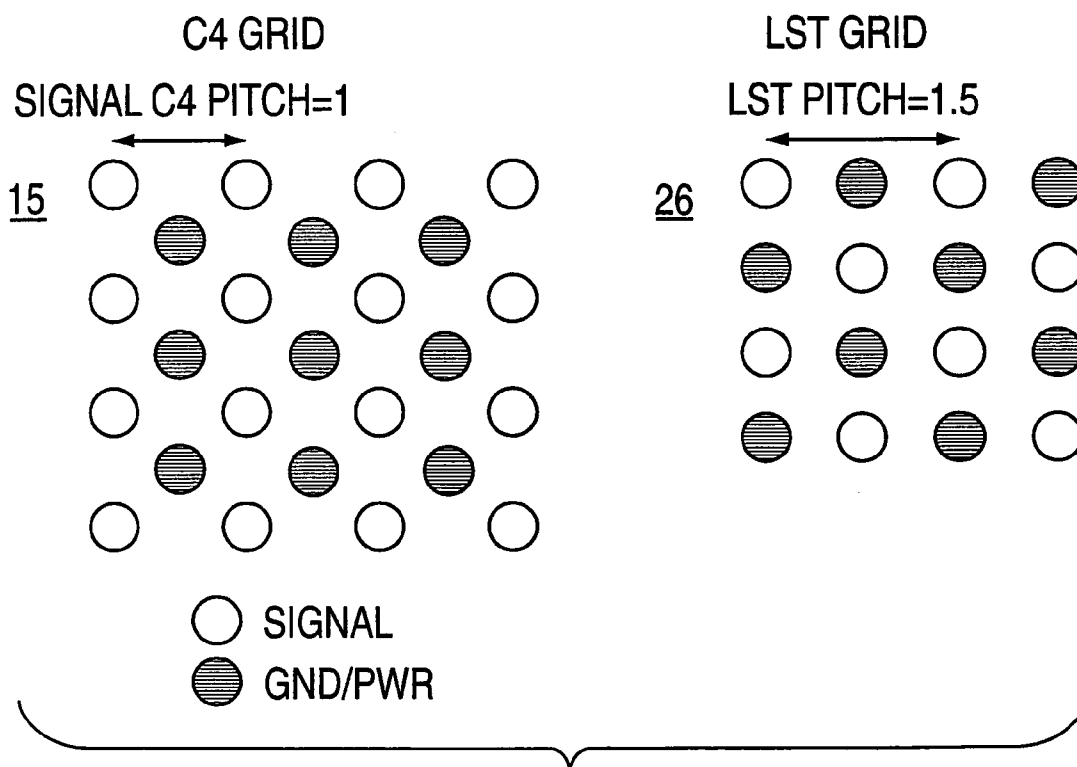 C4 GRID
SIGNAL C4 PITCH=1
15
LST GRID
LST PITCH=1.5
26
SIGNAL
GND/PWR